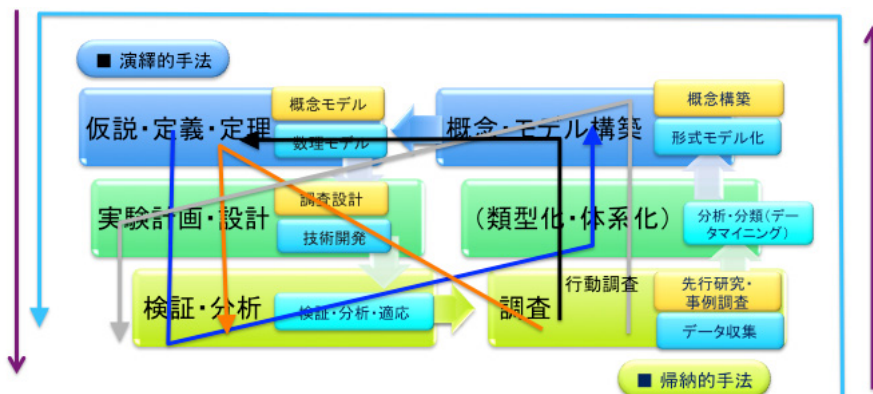 ■ 演繹的手法
仮説・定義・定理
概念モデル
数理モデル
概念・モデル構築
概念構築
形式モデル化
実験計画・設計
調査設計
技術開発
(類型化・体系化)
分析・分類(デー
タマイニング)
検証・分析
検証・分析・適応
調査
行動調査
先行研究・
事例調査
データ収集
■ 帰納的手法